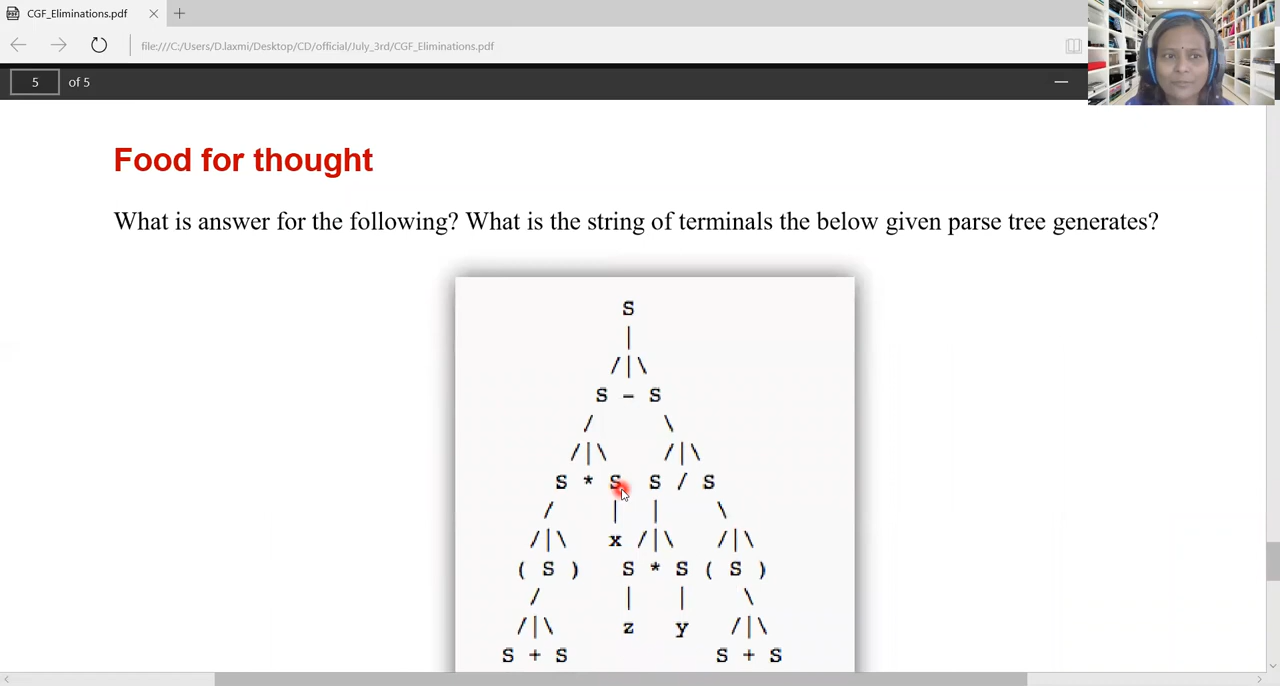 CGF_Eliminations.pdf
file:///C:/Users/D.laxmi/Desktop/CD/official/July_3rd/CGF_Eliminations.pdf
5 of 5
Food for thought
What is answer for the following? What is the string of terminals the below given parse tree generates?
S
|
/|\
S - S
/ \
/|\ /|\
S * S S / S
/ | | \
/|\ x /|\ /|\
( S ) S * S ( S )
/ | | \
/|\ z y /|\
S + S S + S